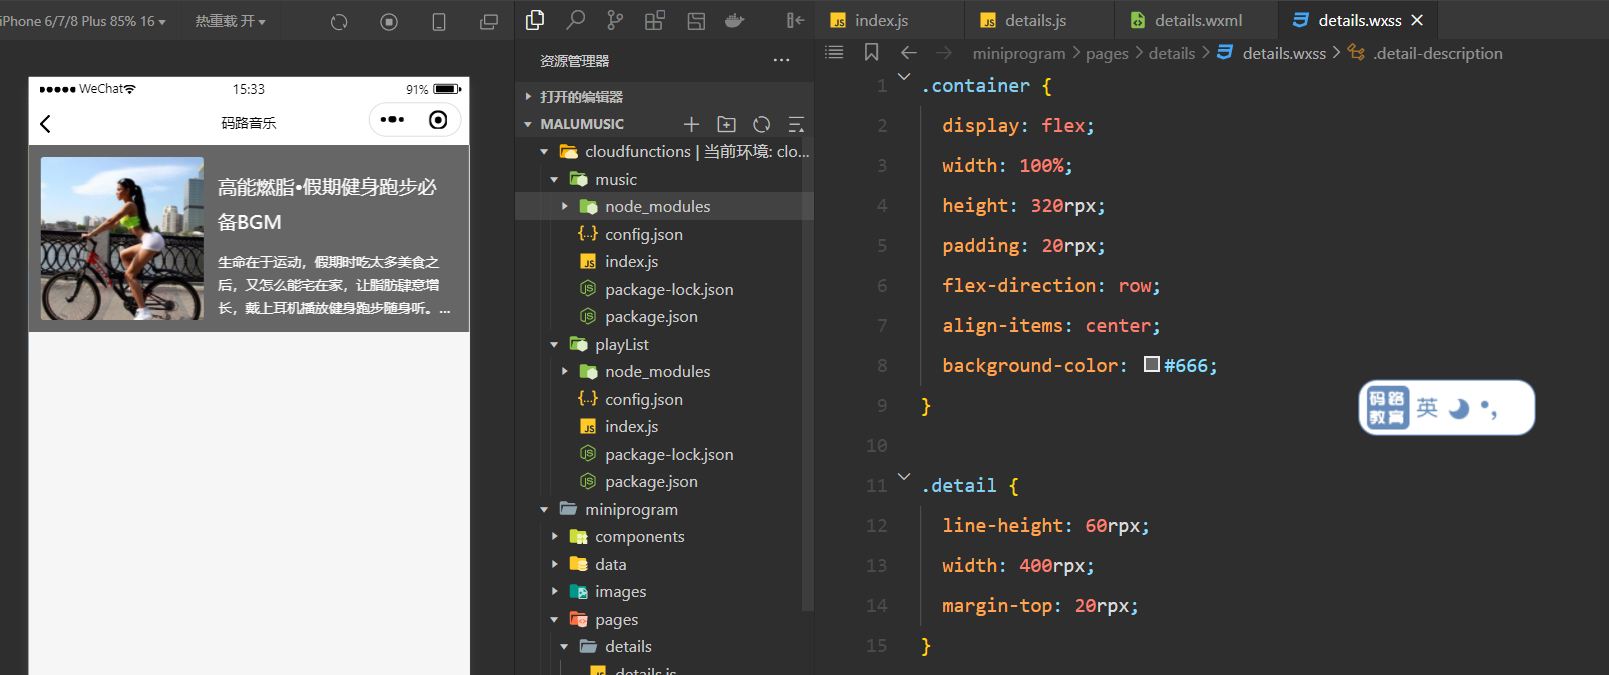 iPhone 6/7/8 Plus 85% 16
热重载 开
WeChat
15:33
91%
码路音乐
高能燃脂•假期健身跑步必
备BGM
生命在于运动，假期时吃太多美食之
后，又怎么能宅在家，让脂肪肆意增
长，戴上耳机播放健身跑步随身听。...
资源管理器
打开的编辑器
MALUMUSIC
cloudfunctions | 当前环境: clo...
music
node_modules
config.json
index.js
package-lock.json
package.json
playList
node_modules
config.json
index.js
package-lock.json
package.json
miniprogram
components
data
images
pages
details
details.js
index.js
details.js
details.wxml
details.wxss
miniprogram > pages > details > details.wxss > .detail-description
1 .container {
2 display: flex;
3 width: 100%;
4 height: 320rpx;
5 padding: 20rpx;
6 flex-direction: row;
7 align-items: center;
8 background-color: #666;
9 }
10
11 .detail {
12 line-height: 60rpx;
13 width: 400rpx;
14 margin-top: 20rpx;
15 }
码路
教育
英